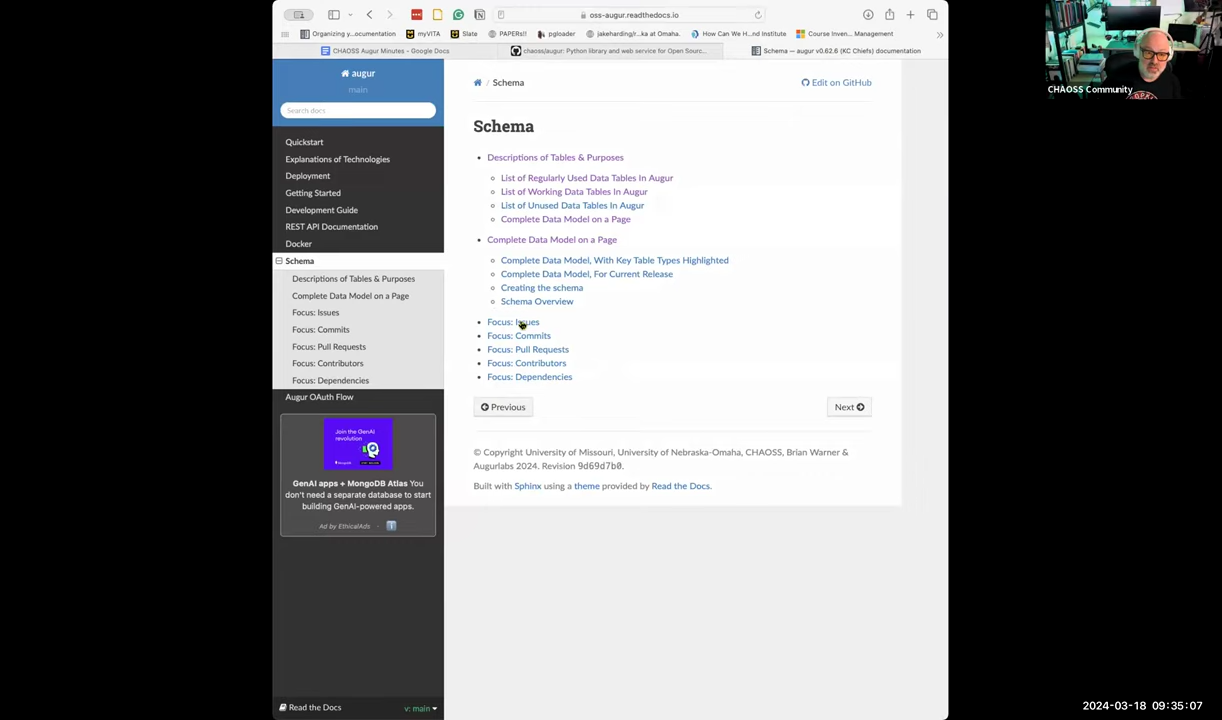 oss-augur.readthedocs.io
Organizing y...ocumentation
myVITA
Slate
PAPERs!!
pgloader
jakeharding/r...ka at Omaha.
How Can We H...nd Institute
Course Inven... Management
CHAOSS Augur Minutes - Google Docs
chaoss/augur: Python library and web service for Open Sourc...
Schema — augur v0.62.6 (KC Chiefs) documentation
augur
main
Search docs
Quickstart
Explanations of Technologies
Deployment
Getting Started
Development Guide
REST API Documentation
Docker
Schema
Descriptions of Tables & Purposes
Complete Data Model on a Page
Focus: Issues
Focus: Commits
Focus: Pull Requests
Focus: Contributors
Focus: Dependencies
Augur OAuth Flow
Join the GenAI
revolution
MongoDB
GenAI apps + MongoDB Atlas You
don't need a separate database to start
building GenAI-powered apps.
Ad by EthicalAds
Read the Docs
v: main
Schema
Edit on GitHub
Schema
Descriptions of Tables & Purposes
List of Regularly Used Data Tables In Augur
List of Working Data Tables In Augur
List of Unused Data Tables In Augur
Complete Data Model on a Page
Complete Data Model on a Page
Complete Data Model, With Key Table Types Highlighted
Complete Data Model, For Current Release
Creating the schema
Schema Overview
Focus: Issues
Focus: Commits
Focus: Pull Requests
Focus: Contributors
Focus: Dependencies
Previous
Next
© Copyright University of Missouri, University of Nebraska-Omaha, CHAOSS, Brian Warner &
Augurlabs 2024. Revision 9d69d7b0.
Built with Sphinx using a theme provided by Read the Docs.
CHAOSS Community
2024-03-18 09:35:07